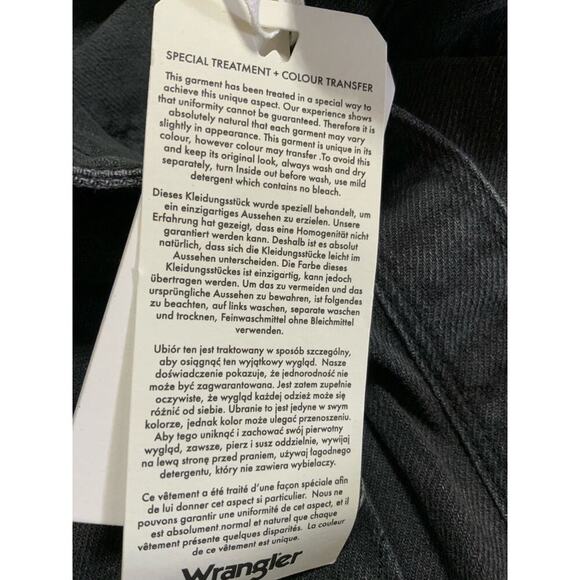 SPECIAL TREATMENT + COLOUR TRANSFER
This garment has been treated in a special way to
achieve this unique aspect. Our experience shows
that uniformity cannot be guaranteed. Therefore it is
absolutely natural that each garment may vary
slightly in appearance. This garment is unique in its
colour, however colour may transfer .To avoid this
and keep its original look, always wash and dry
separately, turn Inside out before wash, use mild
detergent which contains no bleach.
Dieses Kleidungsstück wurde speziell behandelt, um
ein einzigartiges Aussehen zu erzielen. Unsere
Erfahrung hat gezeigt, dass eine Homogenität nicht
garantiert werden kann. Deshalb ist es absolut
natürlich, dass sich die Kleidungsstücke leicht im
Aussehen unterscheiden. Die Farbe dieses
Kleidungsstückes ist einzigartig, kann jedoch
übertragen werden. Um das zu vermeiden und das
ursprüngliche Aussehen zu bewahren, ist folgendes
zu beachten, auf links waschen, separate waschen
und trocknen, Feinwaschmittel ohne Bleichmittel
verwenden.
Ubiór ten jest traktowany w sposób szczególny,
aby osiągnąć ten wyjątkowy wygląd. Nasze
doświadczenie pokazuje, że jednorodność nie
może być zagwarantowana. Jest zatem zupełnie
oczywiste, że wygląd każdej odzież może się
różnić od siebie. Ubranie to jest jedyne w swym
kolorze, jednak kolor może ulegać przenoszeniu.
Aby tego uniknąć i zachować swój pierwotny
wygląd, zawsze, pierz i susz oddzielnie, wywijaj
na lewą stronę przed praniem, używaj łagodnego
detergentu, który nie zawiera wybielaczy.
Ce vêtement a été traité d'une façon spéciale afin
de lui donner cet aspect si particulier. Nous ne
pouvons garantir une uniformité de cet aspect, il
est absolument normal et naturel que chaque
vêtement présente quelques disparités. La couleur
de ce vêtement est unique.
Wrangler